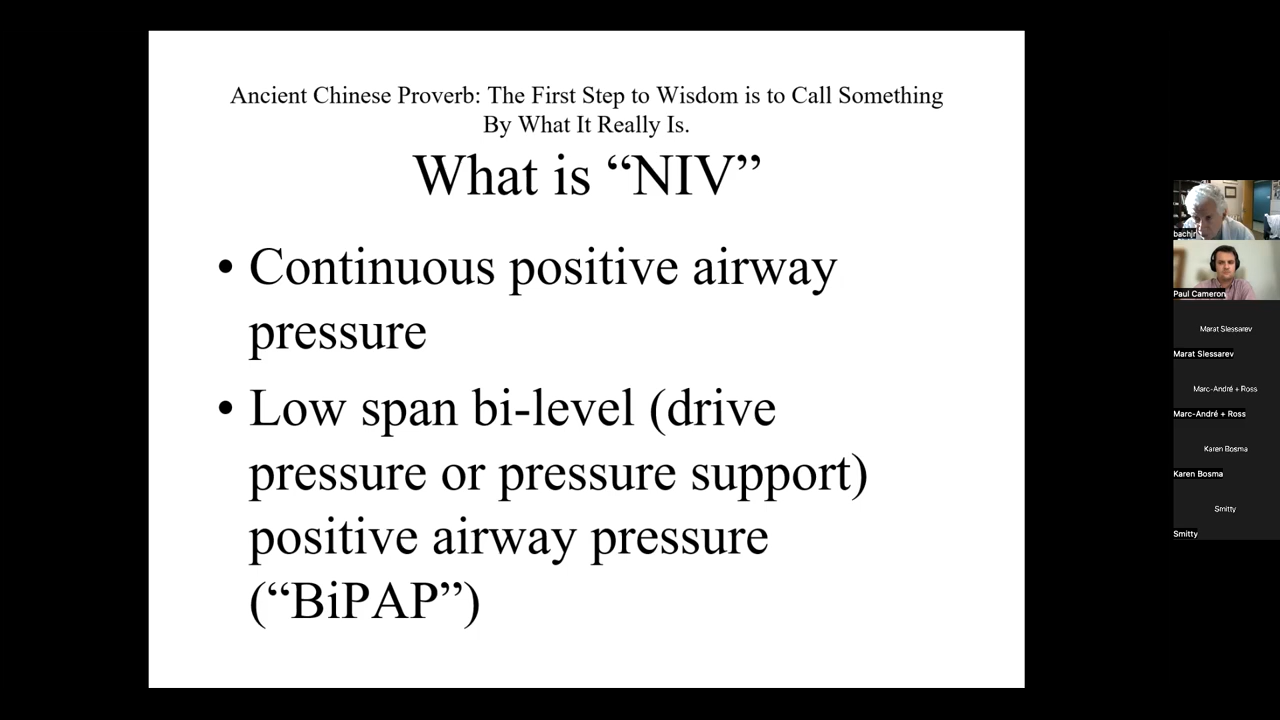 Ancient Chinese Proverb: The First Step to Wisdom is to Call Something
By What It Really Is.
What is “NIV”
• Continuous positive airway
pressure
• Low span bi-level (drive
pressure or pressure support)
positive airway pressure
(“BiPAP”)
Paul Cameron
Marat Slessarev
Marat Slessarev
Marc-André + Ross
Marc-André + Ross
Karen Bosma
Karen Bosma
Smitty
Smitty